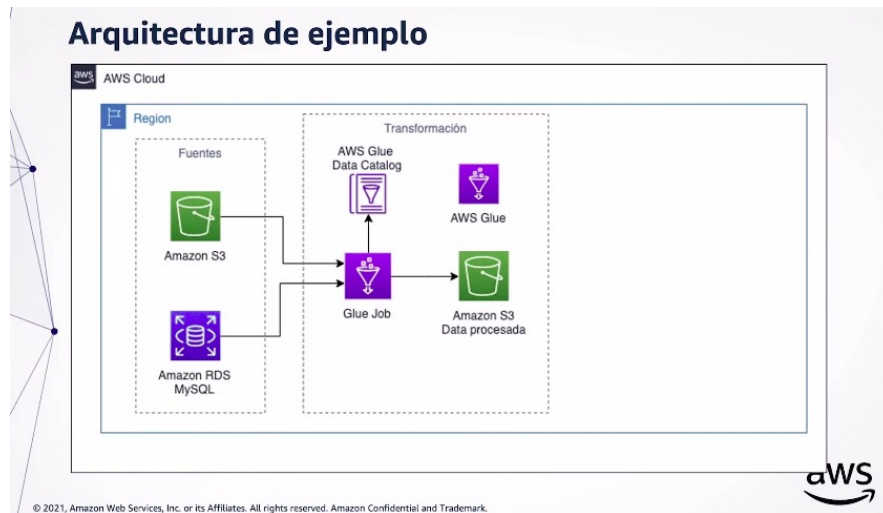 Arquitectura de ejemplo
aws
AWS Cloud
Region
Fuentes
Amazon S3
Amazon RDS
MySQL
Transformación
AWS Glue
Data Catalog
AWS Glue
Glue Job
Amazon S3
Data procesada
aws
© 2021, Amazon Web Services, Inc. or its Affiliates. All rights reserved. Amazon Confidential and Trademark.